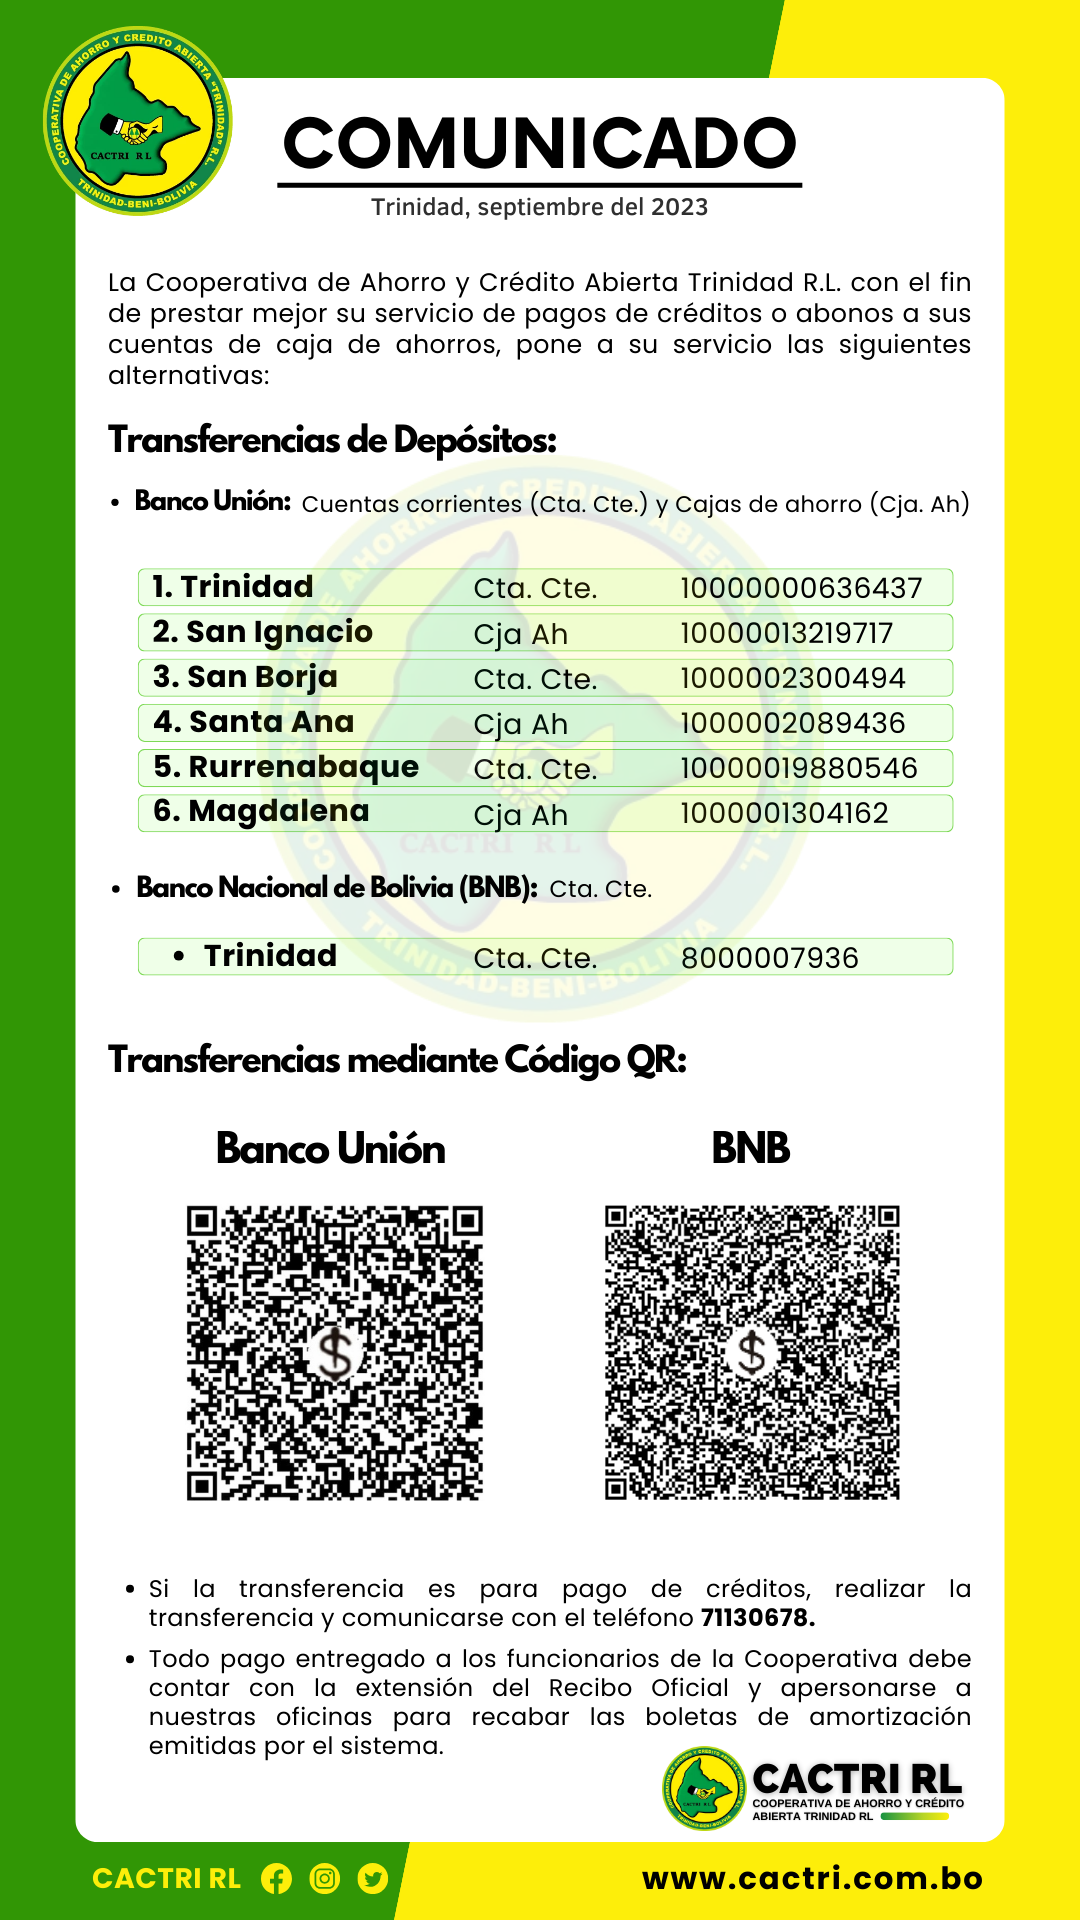 COOPERATIVA DE AHORRO Y CREDITO ABIERTA "TRINIDAD" R.L.
CACTRI R L
TRINIDAD-BENI-BOLIVIA
COMUNICADO
Trinidad, septiembre del 2023
La Cooperativa de Ahorro y Crédito Abierta Trinidad R.L. con el fin
de prestar mejor su servicio de pagos de créditos o abonos a sus
cuentas de caja de ahorros, pone a su servicio las siguientes
alternativas:
Transferencias de Depósitos:
• Banco Unión: Cuentas corrientes (Cta. Cte.) y Cajas de ahorro (Cja. Ah)
1. Trinidad Cta. Cte. 10000000636437
2. San Ignacio Cja Ah 10000013219717
3. San Borja Cta. Cte. 1000002300494
4. Santa Ana Cja Ah 1000002089436
5. Rurrenabaque Cta. Cte. 10000019880546
6. Magdalena Cja Ah 1000001304162
CACTRI R L
• Banco Nacional de Bolivia (BNB): Cta. Cte.
• Trinidad Cta. Cte. 8000007936
TRINIDAD-BENI-BOLIVIA
Transferencias mediante Código QR:
Banco Unión BNB
$ $
• Si la transferencia es para pago de créditos, realizar la
transferencia y comunicarse con el teléfono 71130678.
• Todo pago entregado a los funcionarios de la Cooperativa debe
contar con la extensión del Recibo Oficial y apersonarse a
nuestras oficinas para recabar las boletas de amortización
emitidas por el sistema.
CACTRI RL
COOPERATIVA DE AHORRO Y CRÉDITO
ABIERTA TRINIDAD RL
CACTRI RL
www.cactri.com.bo